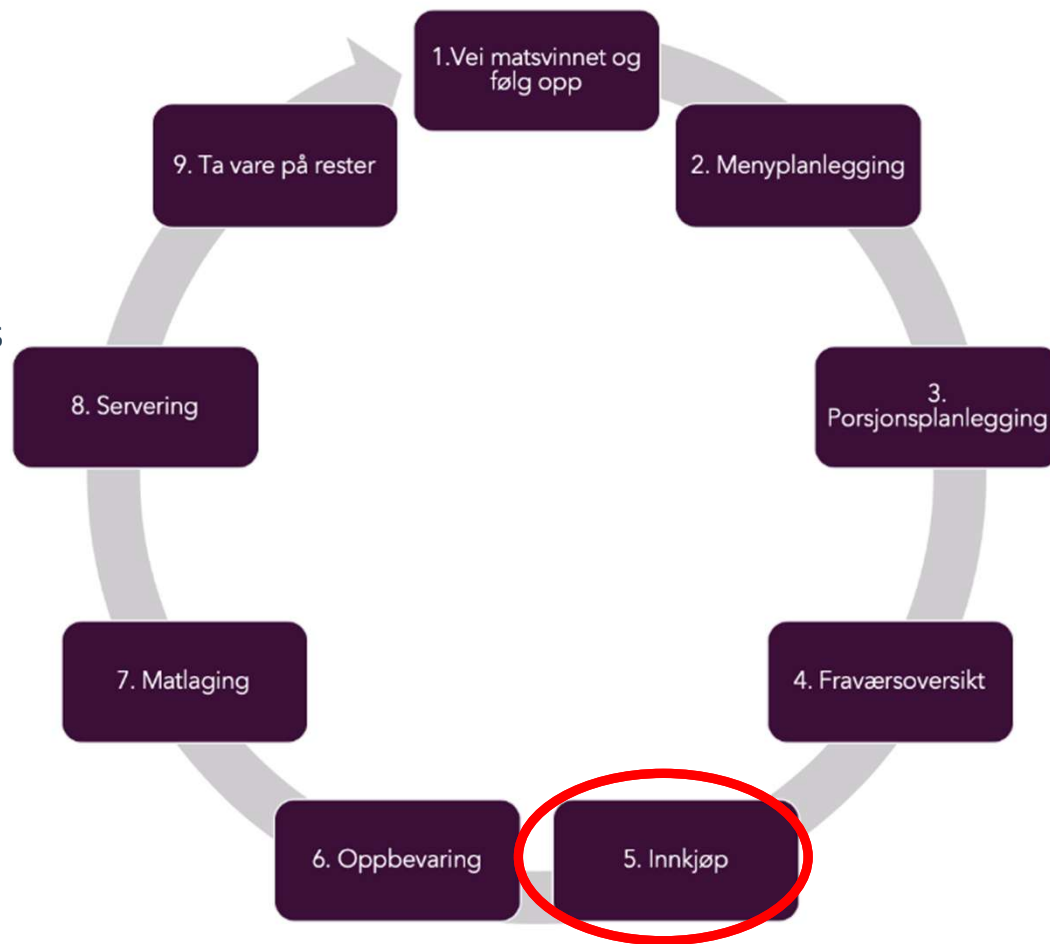 1.Vei matsvinnet og
følg opp
2. Menyplanlegging
3.
Porsjonsplanlegging
4. Fraværsoversikt
5. Innkjøp
6. Oppbevaring
7. Matlaging
8. Servering
9. Ta vare på rester